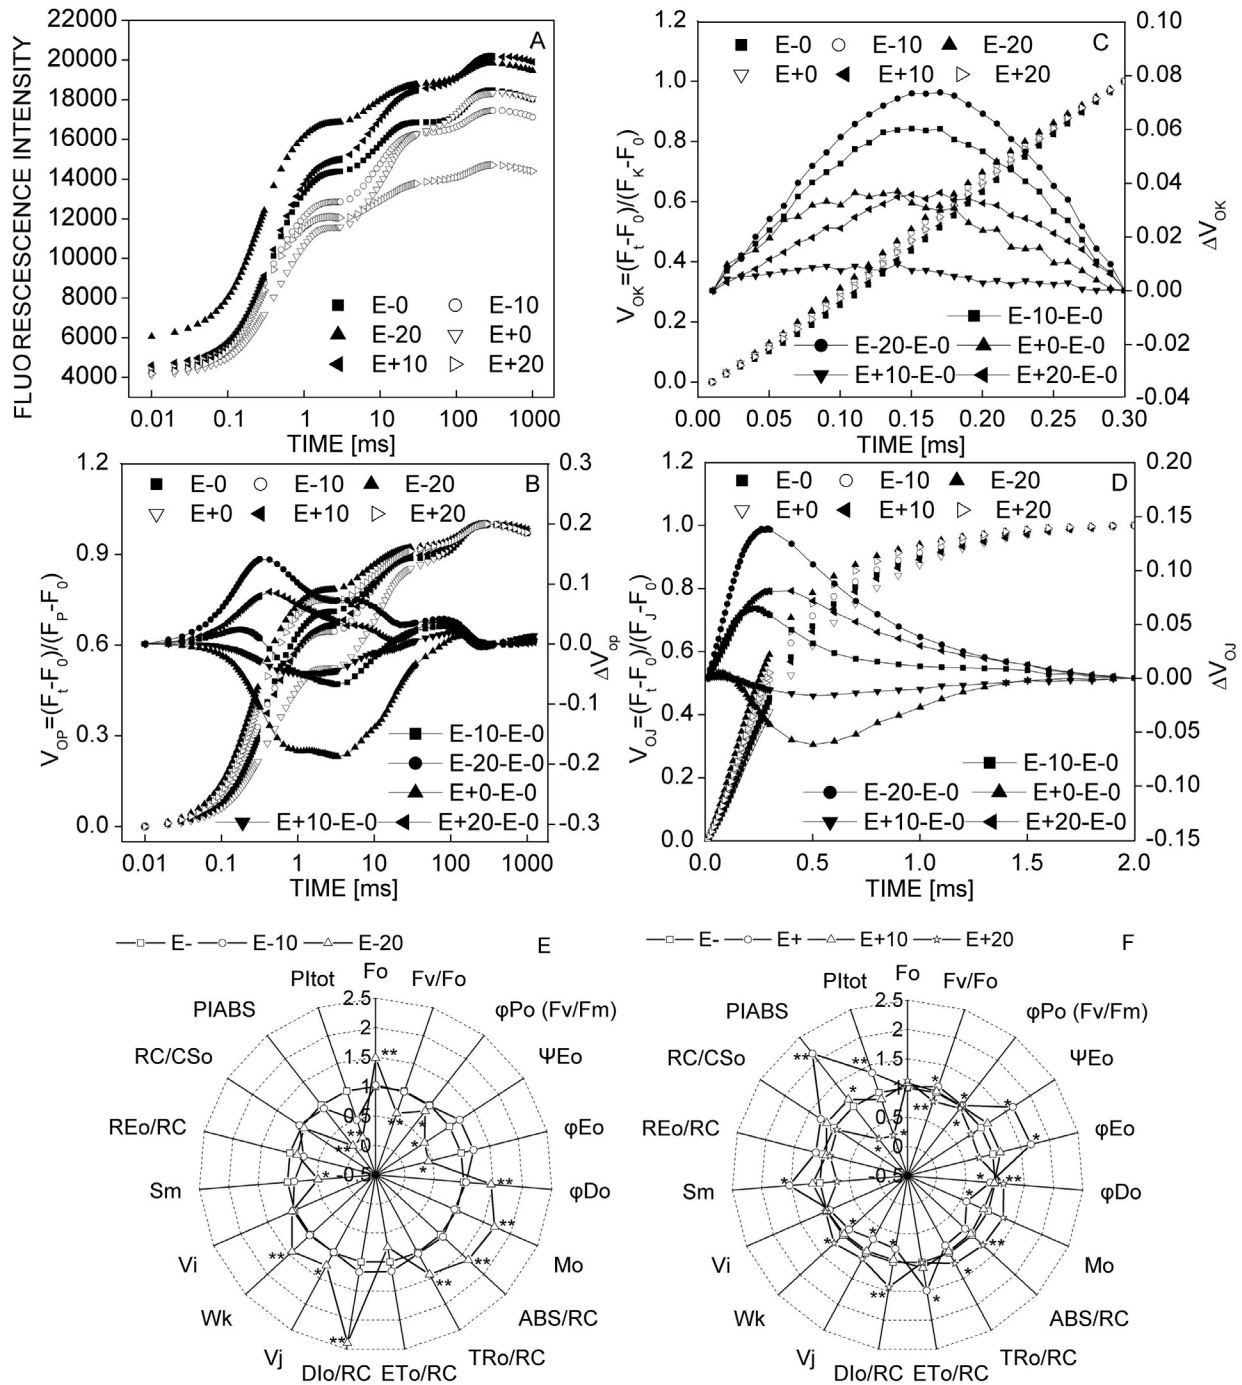 A
FLUORESCENCE INTENSITY
22000
20000
18000
16000
14000
12000
10000
8000
6000
4000
E-0 E-10
E-20 E+0
E+10 E+20
0.01 0.1 1 10 100 1000
TIME [ms]
C
V_OK=(F_t-F_0)/(F_K-F_0)
1.2
1.0
0.8
0.6
0.4
0.2
0.0
E-0 E-10 E-20
E+0 E+10 E+20
0.10
0.08
0.06
0.04
0.02
0.00
-0.02
-0.04
ΔV_OK
E-10-E-0
E-20-E-0 E+0-E-0
E+10-E-0 E+20-E-0
0.00 0.05 0.10 0.15 0.20 0.25 0.30
TIME [ms]
B
V_OP=(F_t-F_0)/(F_P-F_0)
1.2
0.9
0.6
0.3
0.0
E-0 E-10 E-20
E+0 E+10 E+20
0.3
0.2
0.1
0.0
-0.1
-0.2
-0.3
ΔV_op
E-10-E-0
E-20-E-0
E+0-E-0
E+10-E-0 E+20-E-0
0.01 0.1 1 10 100 1000
TIME [ms]
D
V_OJ=(F_t-F_0)/(F_J-F_0)
1.2
1.0
0.8
0.6
0.4
0.2
0.0
E-0 E-10 E-20
E+0 E+10 E+20
0.20
0.15
0.10
0.05
0.00
-0.05
-0.10
-0.15
ΔV_OJ
E-10-E-0
E-20-E-0 E+0-E-0
E+10-E-0 E+20-E-0
0.0 0.5 1.0 1.5 2.0
TIME [ms]
E- E-10 E-20
E
Fo
Fv/Fo
φPo (Fv/Fm)
ΨEo
φEo
φDo
Mo
ABS/RC
TRo/RC
ETo/RC
DIo/RC
Vj
Wk
Vi
Sm
REo/RC
RC/CSo
PIABS
PItot
2.5
2
1.5
1
0.5
0
-0.5
E- E+ E+10 E+20
F
Fo
Fv/Fo
φPo (Fv/Fm)
ΨEo
φEo
φDo
Mo
ABS/RC
TRo/RC
ETo/RC
DIo/RC
Vj
Wk
Vi
Sm
REo/RC
RC/CSo
PIABS
PItot
2.5
2
1.5
1
0.5
0
-0.5